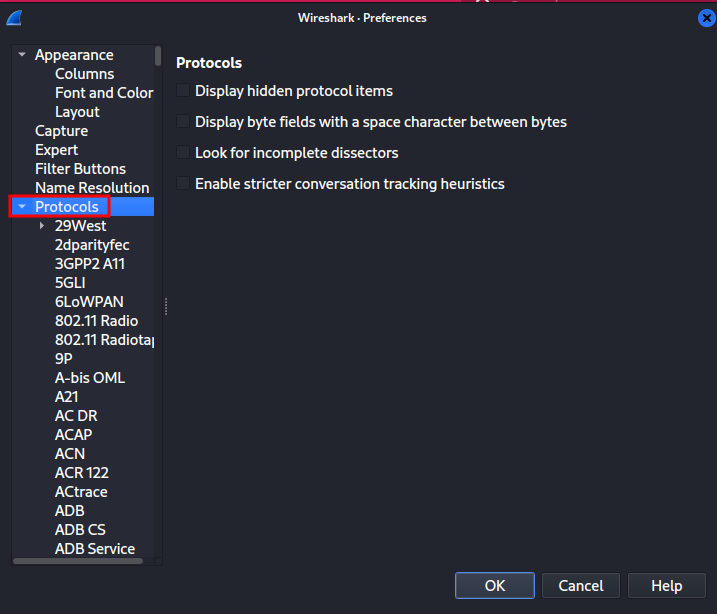 Wireshark · Preferences
Appearance
Columns
Font and Color
Layout
Capture
Expert
Filter Buttons
Name Resolution
Protocols
29West
2dparityfec
3GPP2 A11
5GLI
6LoWPAN
802.11 Radio
802.11 Radiotap
9P
A-bis OML
A21
AC DR
ACAP
ACN
ACR 122
ACtrace
ADB
ADB CS
ADB Service
Protocols
Display hidden protocol items
Display byte fields with a space character between bytes
Look for incomplete dissectors
Enable stricter conversation tracking heuristics
OK
Cancel
Help